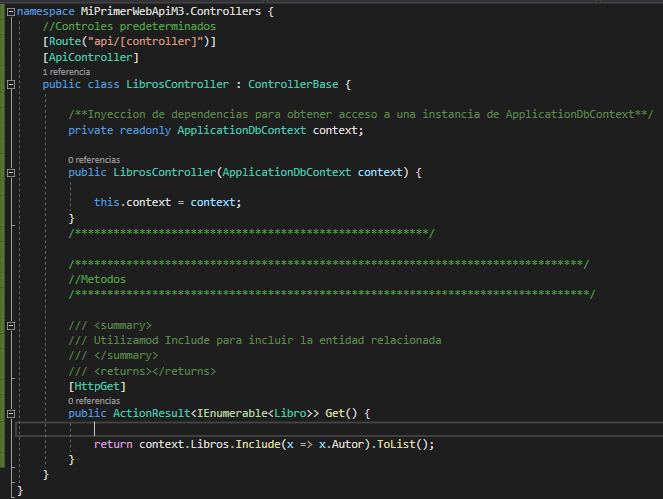 namespace MiPrimerWebApiM3.Controllers {
//Controles predeterminados
[Route("api/[controller]")]
[ApiController]
1 referencia
public class LibrosController : ControllerBase {
/**Inyeccion de dependencias para obtener acceso a una instancia de ApplicationDbContext**/
private readonly ApplicationDbContext context;
0 referencias
public LibrosController(ApplicationDbContext context) {
this.context = context;
}
/*******************************************************/
/*******************************************************************************/
//Metodos
/********************************************************************************/
/// <summary>
/// Utilizamod Include para incluir la entidad relacionada
/// </summary>
/// <returns></returns>
[HttpGet]
0 referencias
public ActionResult<IEnumerable<Libro>> Get() {
return context.Libros.Include(x => x.Autor).ToList();
}
}
}